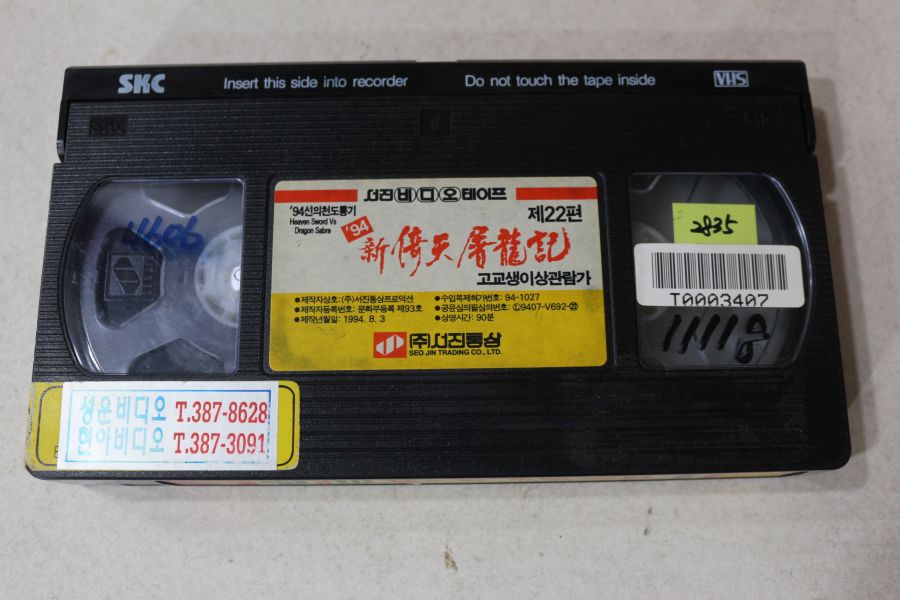 SKC Insert this side into recorder Do not touch the tape inside VHS
서진비디오테이프
'94신의천도룡기
Heaven Sword Vs
Dragon Sabre
제22편
'94
新倚天屠龍記
고교생이상관람가
●제작자상호: (주)서진통상프로덕션
●제작자등록번호: 문화부등록 제93호
●제작년월일: 1994. 8. 3
●수입복제허가번호: 94-1027
●공윤심의필심의번호: Ⓛ9407-V692-㉒
●상영시간: 90분
(주)서진통상
SEO JIN TRADING CO., LTD.
4606
2835
T0003407
11118
성운비디오 T.387-8628
현아비디오 T.387-3091